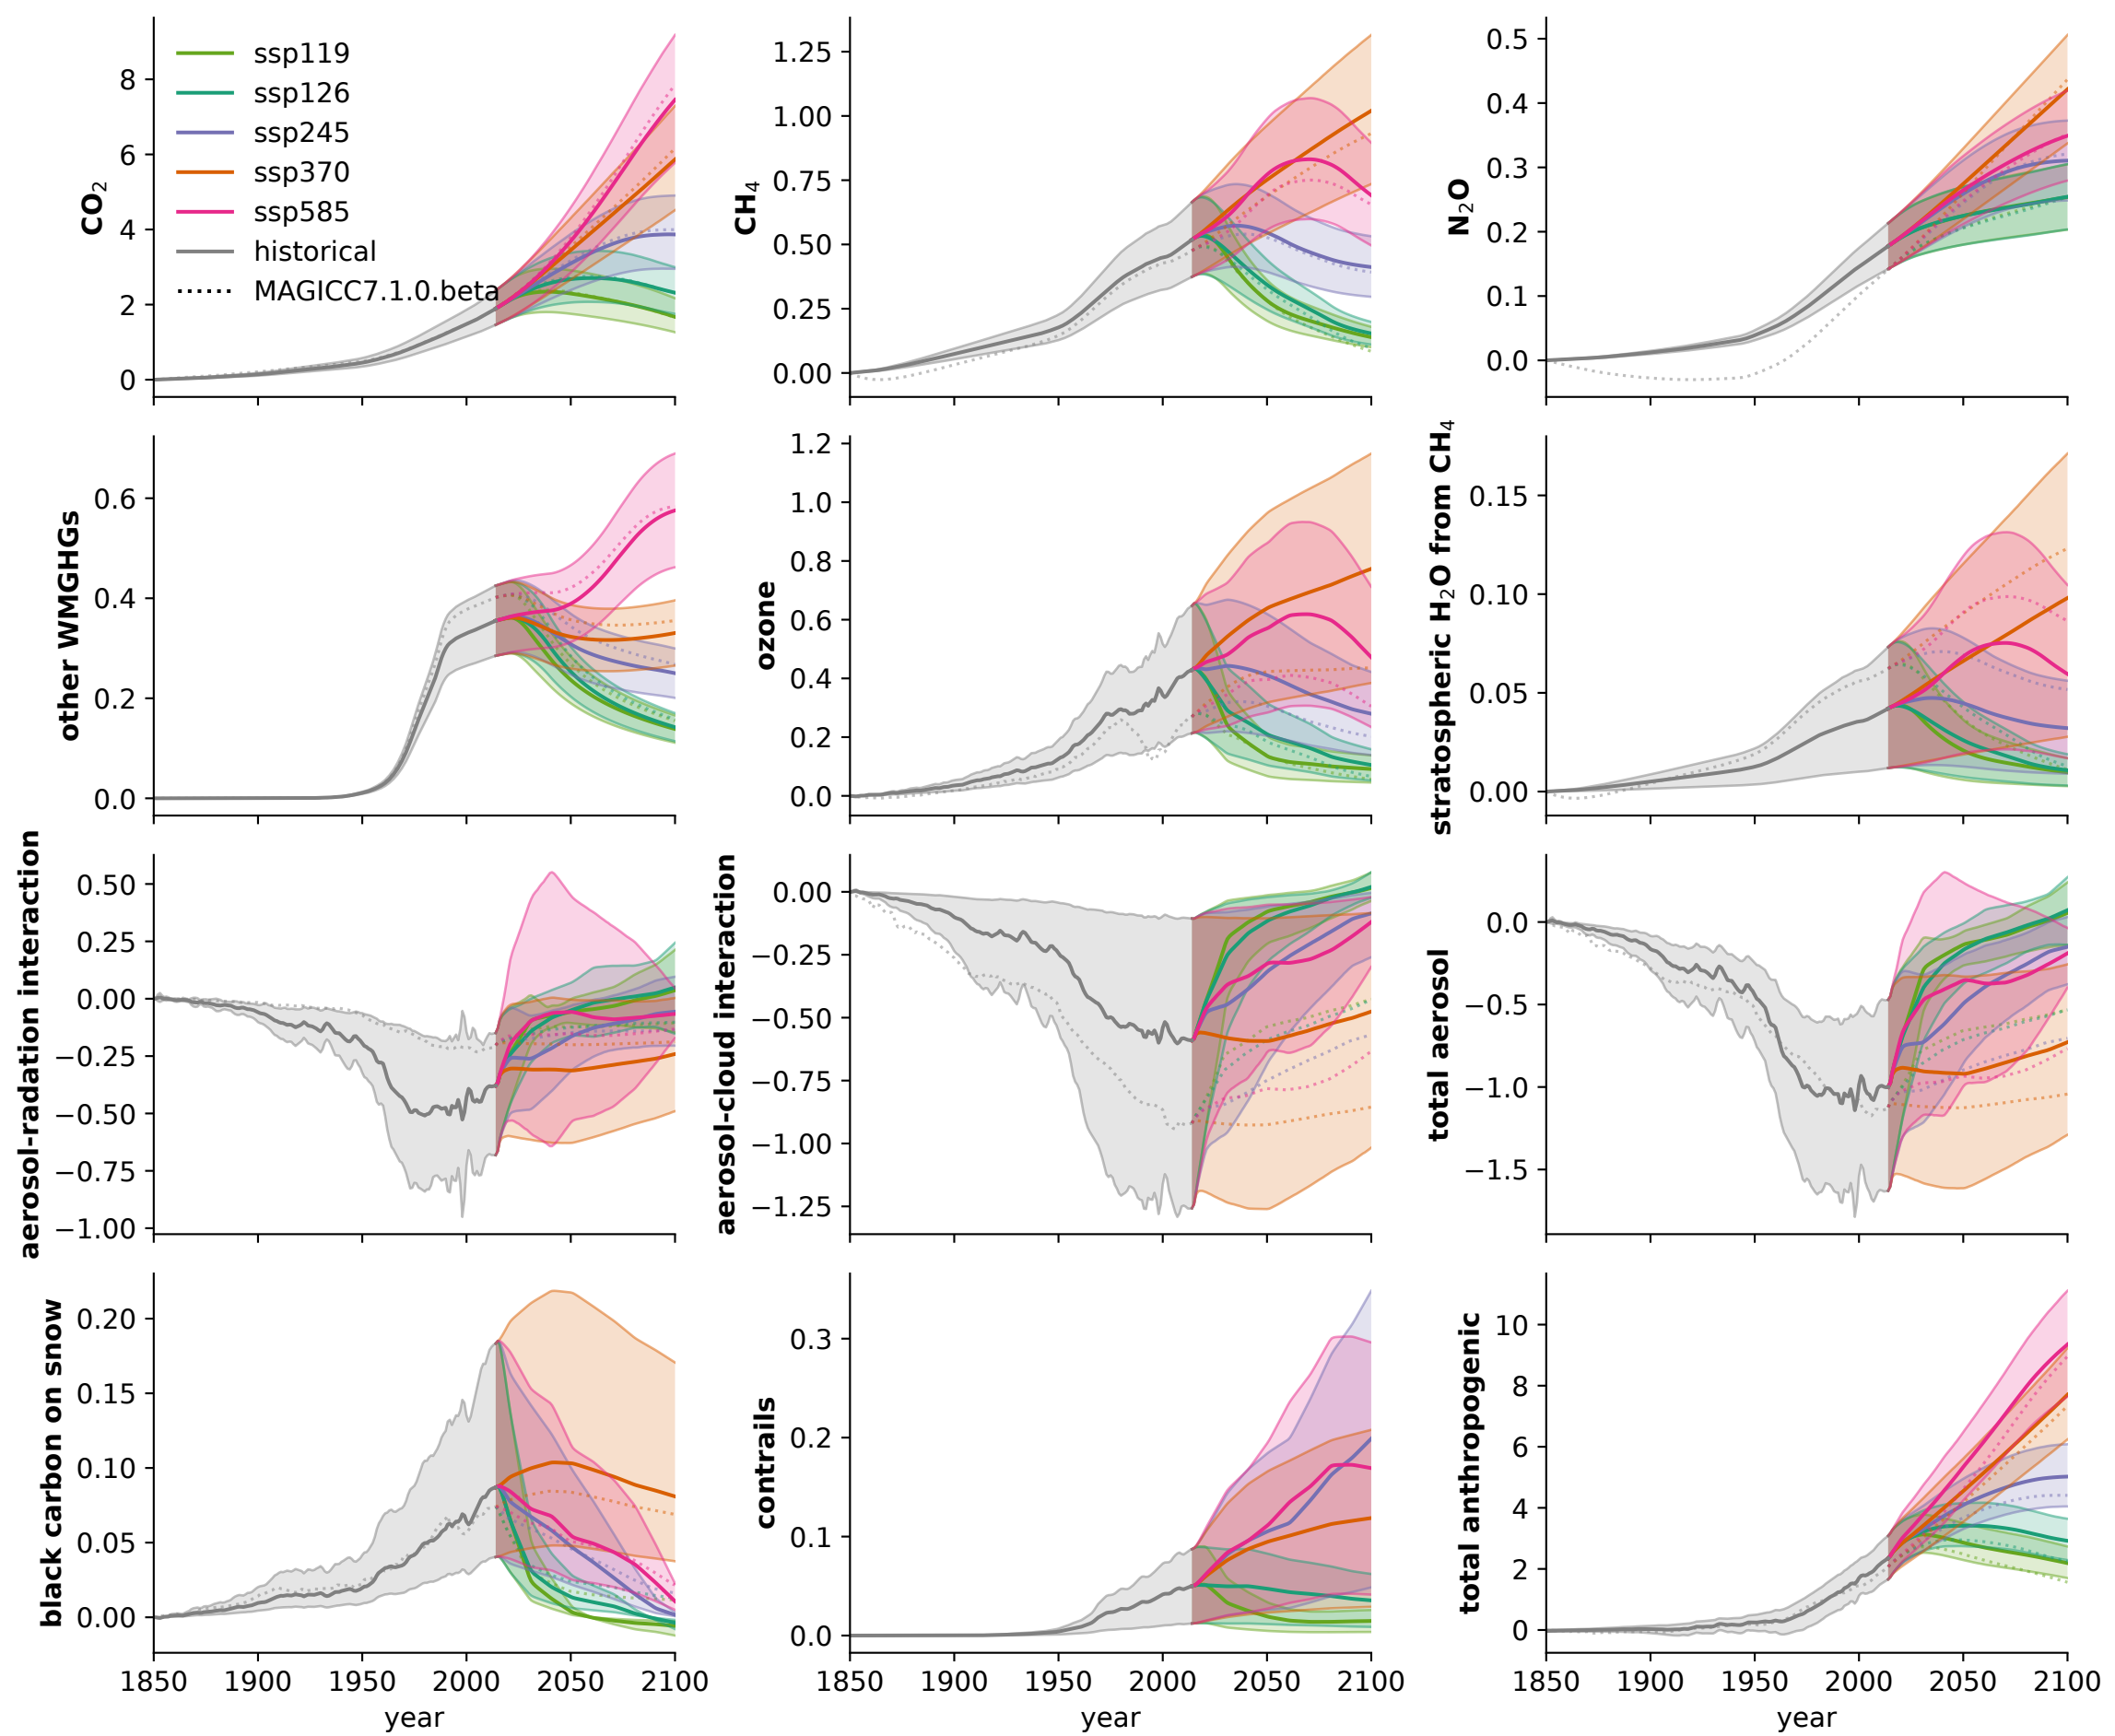 ssp119
ssp126
ssp245
ssp370
ssp585
historical
MAGICC7.1.0.beta
CO₂
8
6
4
2
0
CH₄
1.25
1.00
0.75
0.50
0.25
0.00
N₂O
0.5
0.4
0.3
0.2
0.1
0.0
other WMGHGs
0.6
0.4
0.2
0.0
ozone
1.2
1.0
0.8
0.6
0.4
0.2
0.0
stratospheric H₂O from CH₄
0.15
0.10
0.05
0.00
aerosol-radation interaction
0.50
0.25
0.00
−0.25
−0.50
−0.75
−1.00
aerosol-cloud interaction
0.00
−0.25
−0.50
−0.75
−1.00
−1.25
total aerosol
0.0
−0.5
−1.0
−1.5
black carbon on snow
0.20
0.15
0.10
0.05
0.00
1850 1900 1950 2000 2050 2100
year
contrails
0.3
0.2
0.1
0.0
1850 1900 1950 2000 2050 2100
year
total anthropogenic
10
8
6
4
2
0
1850 1900 1950 2000 2050 2100
year